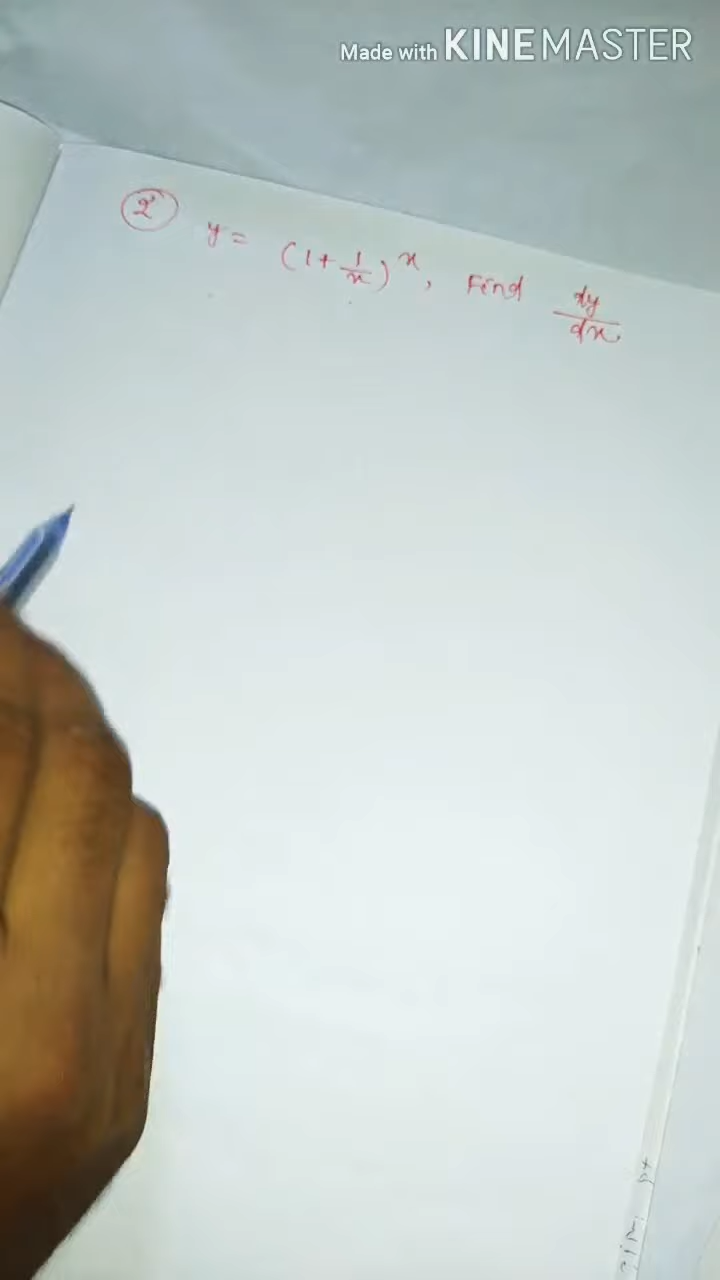 Made with KINEMASTER
② y = (1 + 1/x)^x, Find dy/dx